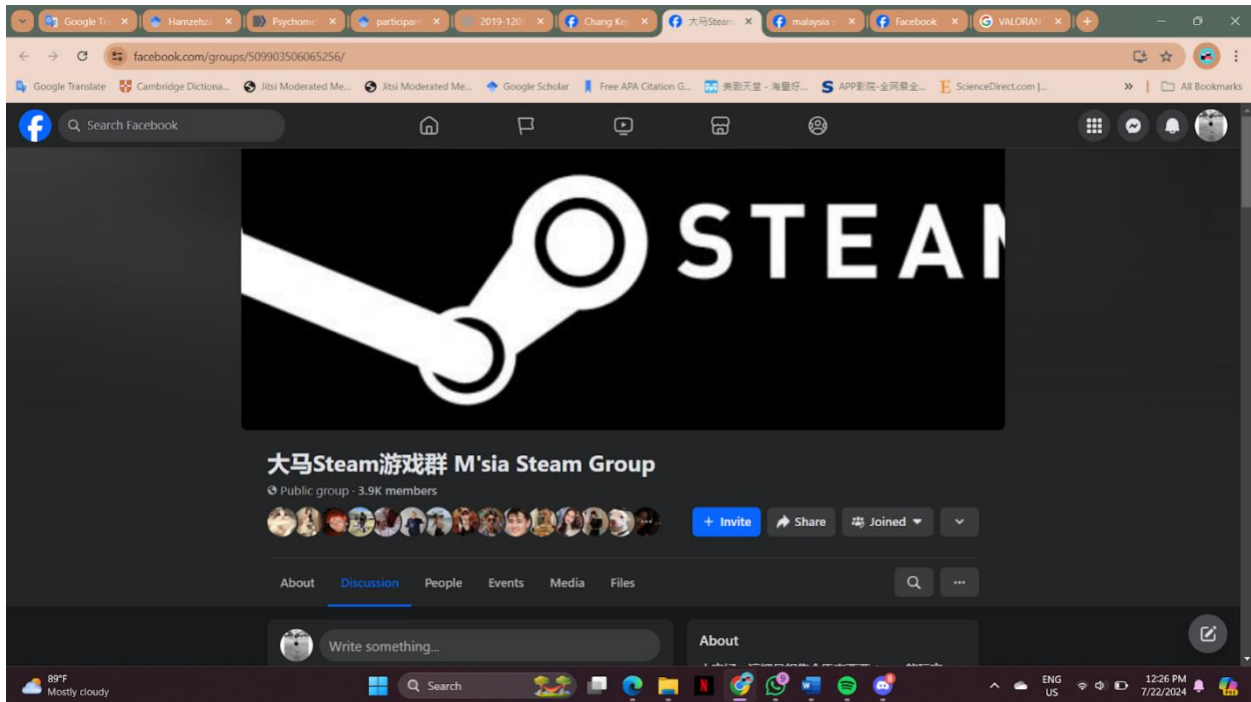 Google Tr
Hamzehza
Psychome
participan
2019-1205
Chang Kej
大马Steam
malaysia
Facebook
VALORAN
facebook.com/groups/509903506065256/
Google Translate
Cambridge Dictiona...
Jitsi Moderated Me...
Jitsi Moderated Me...
Google Scholar
Free APA Citation G...
美剧天堂 - 海量好...
APP影院-全网最全...
ScienceDirect.com |...
All Bookmarks
Search Facebook
STEAM
大马Steam游戏群 M'sia Steam Group
Public group · 3.9K members
+ Invite
Share
Joined
About
Discussion
People
Events
Media
Files
Write something...
About
89°F
Mostly cloudy
Search
ENG
US
12:26 PM
7/22/2024